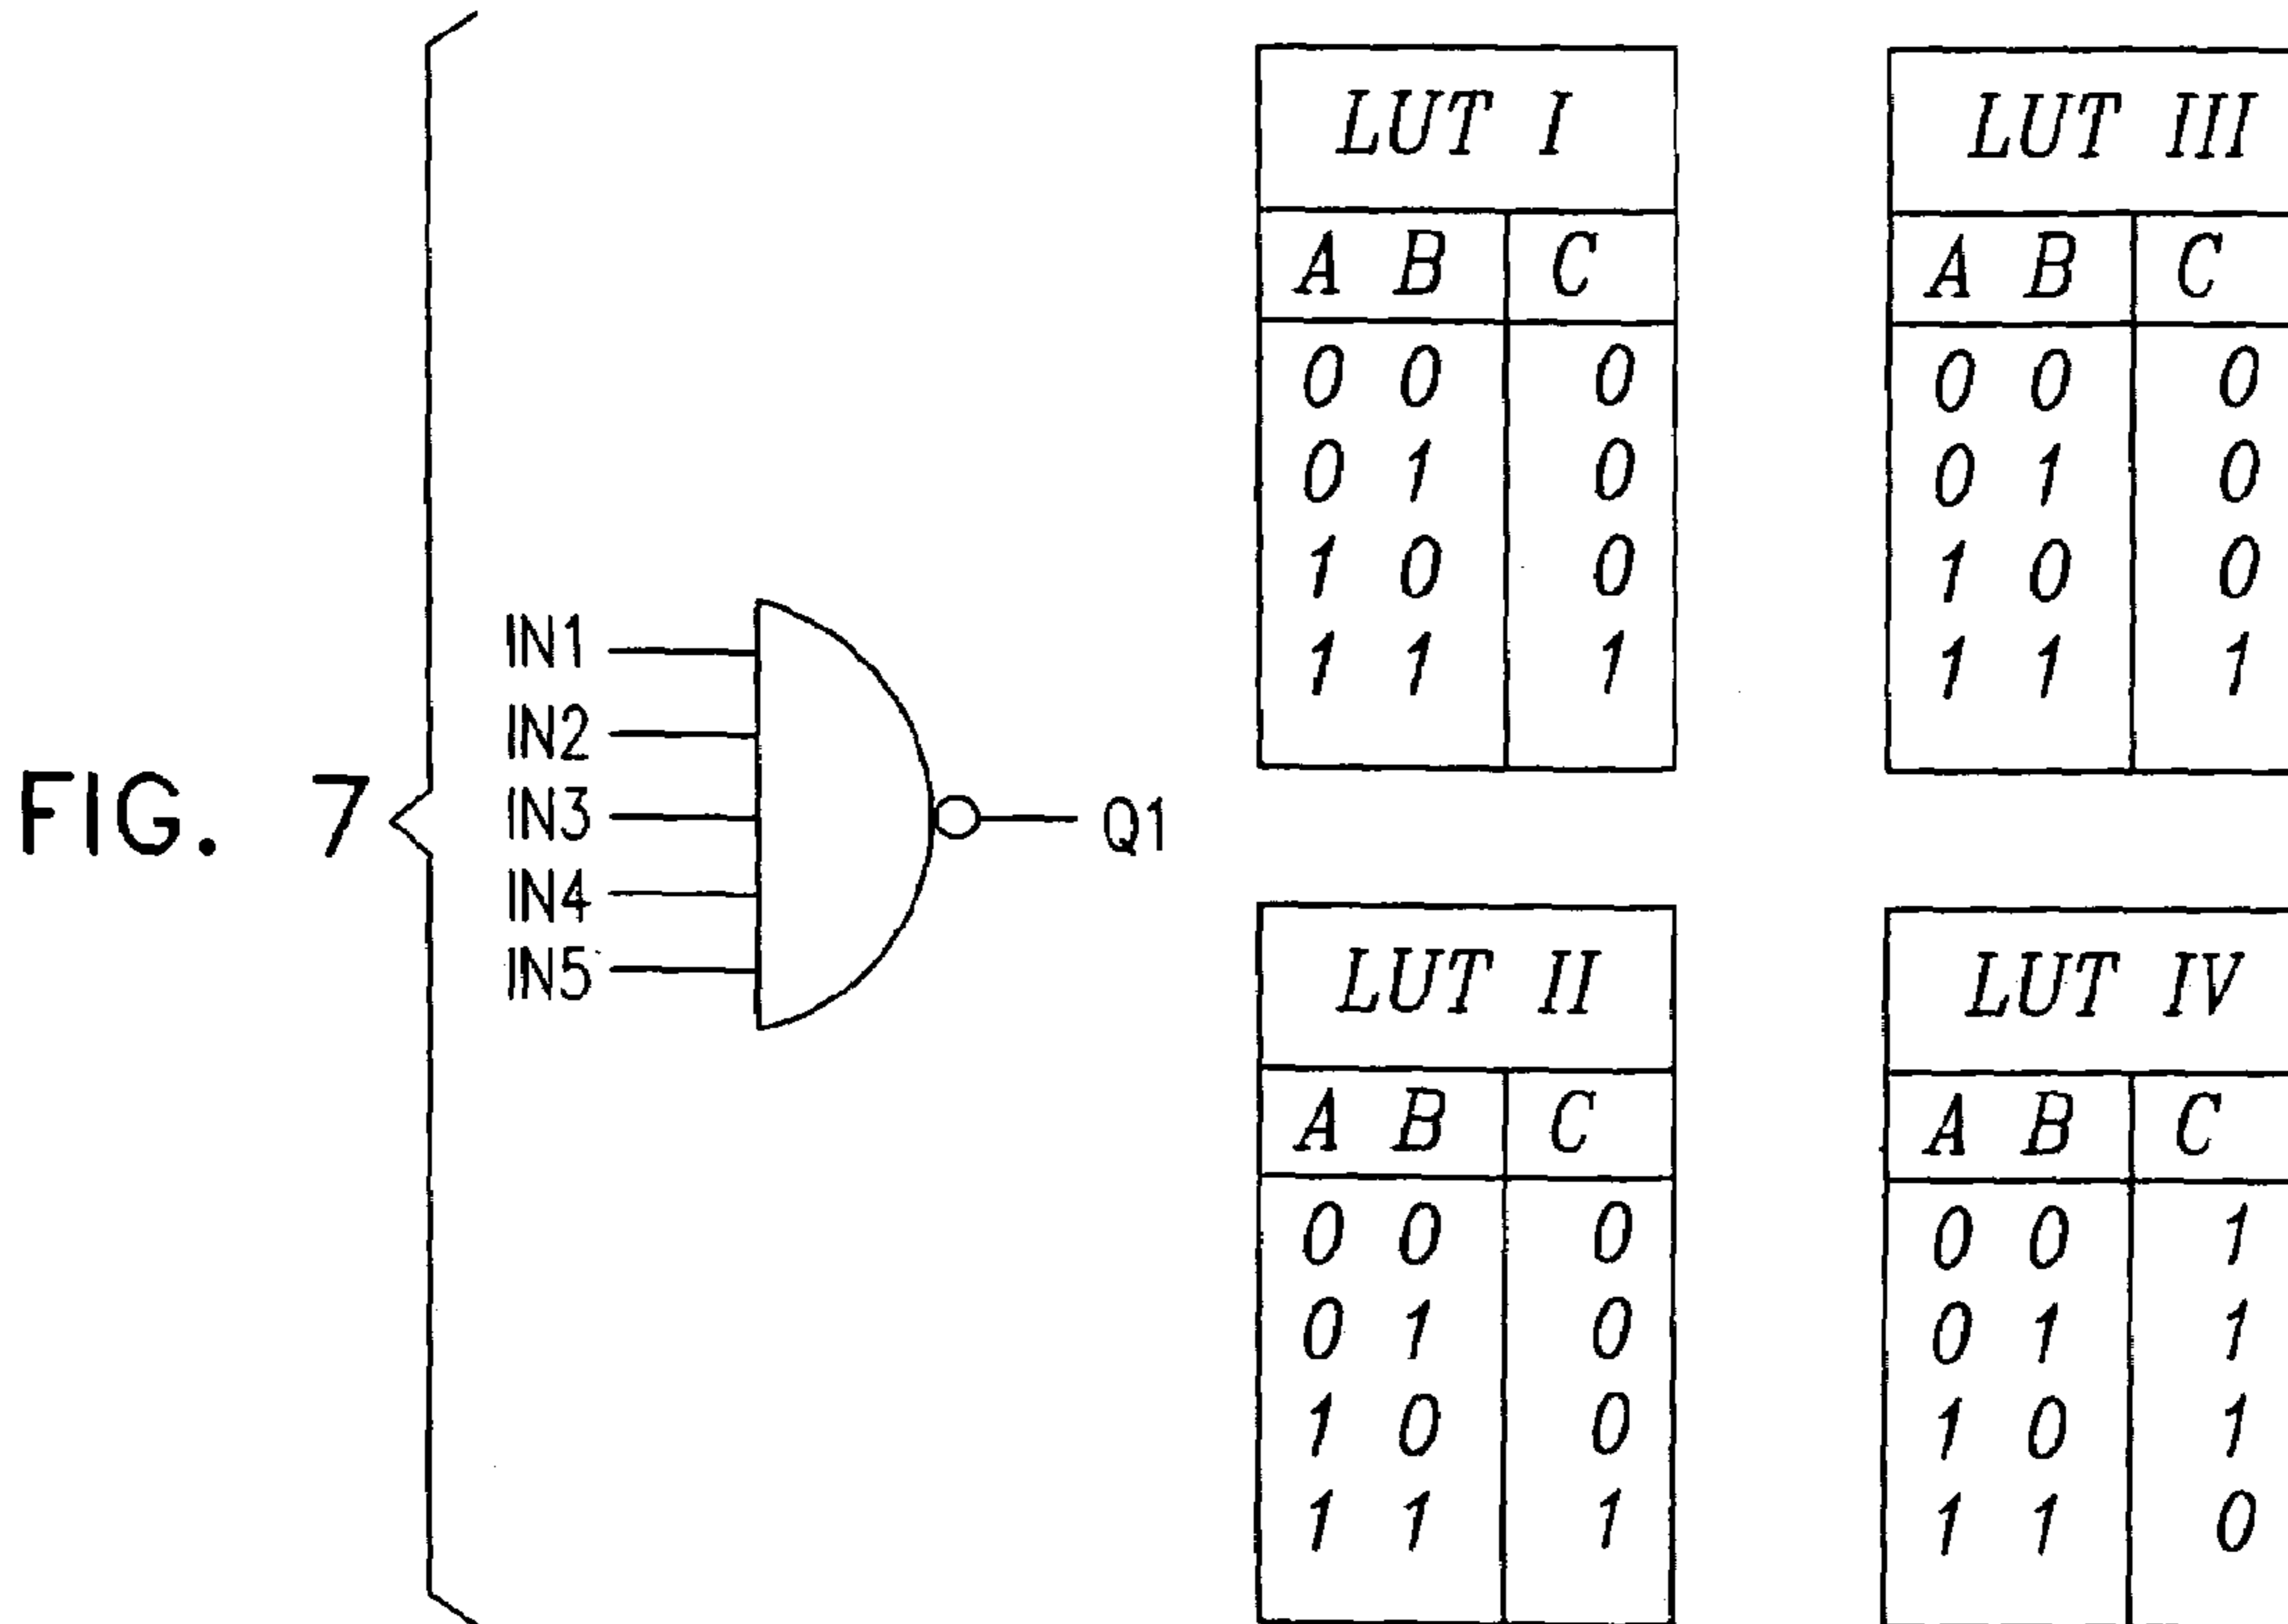 FIG. 7
IN1
IN2
IN3
IN4
IN5
Q1
LUT I
A B C
0 0 0
0 1 0
1 0 0
1 1 1
LUT III
A B C
0 0 0
0 1 0
1 0 0
1 1 1
LUT II
A B C
0 0 0
0 1 0
1 0 0
1 1 1
LUT IV
A B C
0 0 1
0 1 1
1 0 1
1 1 0